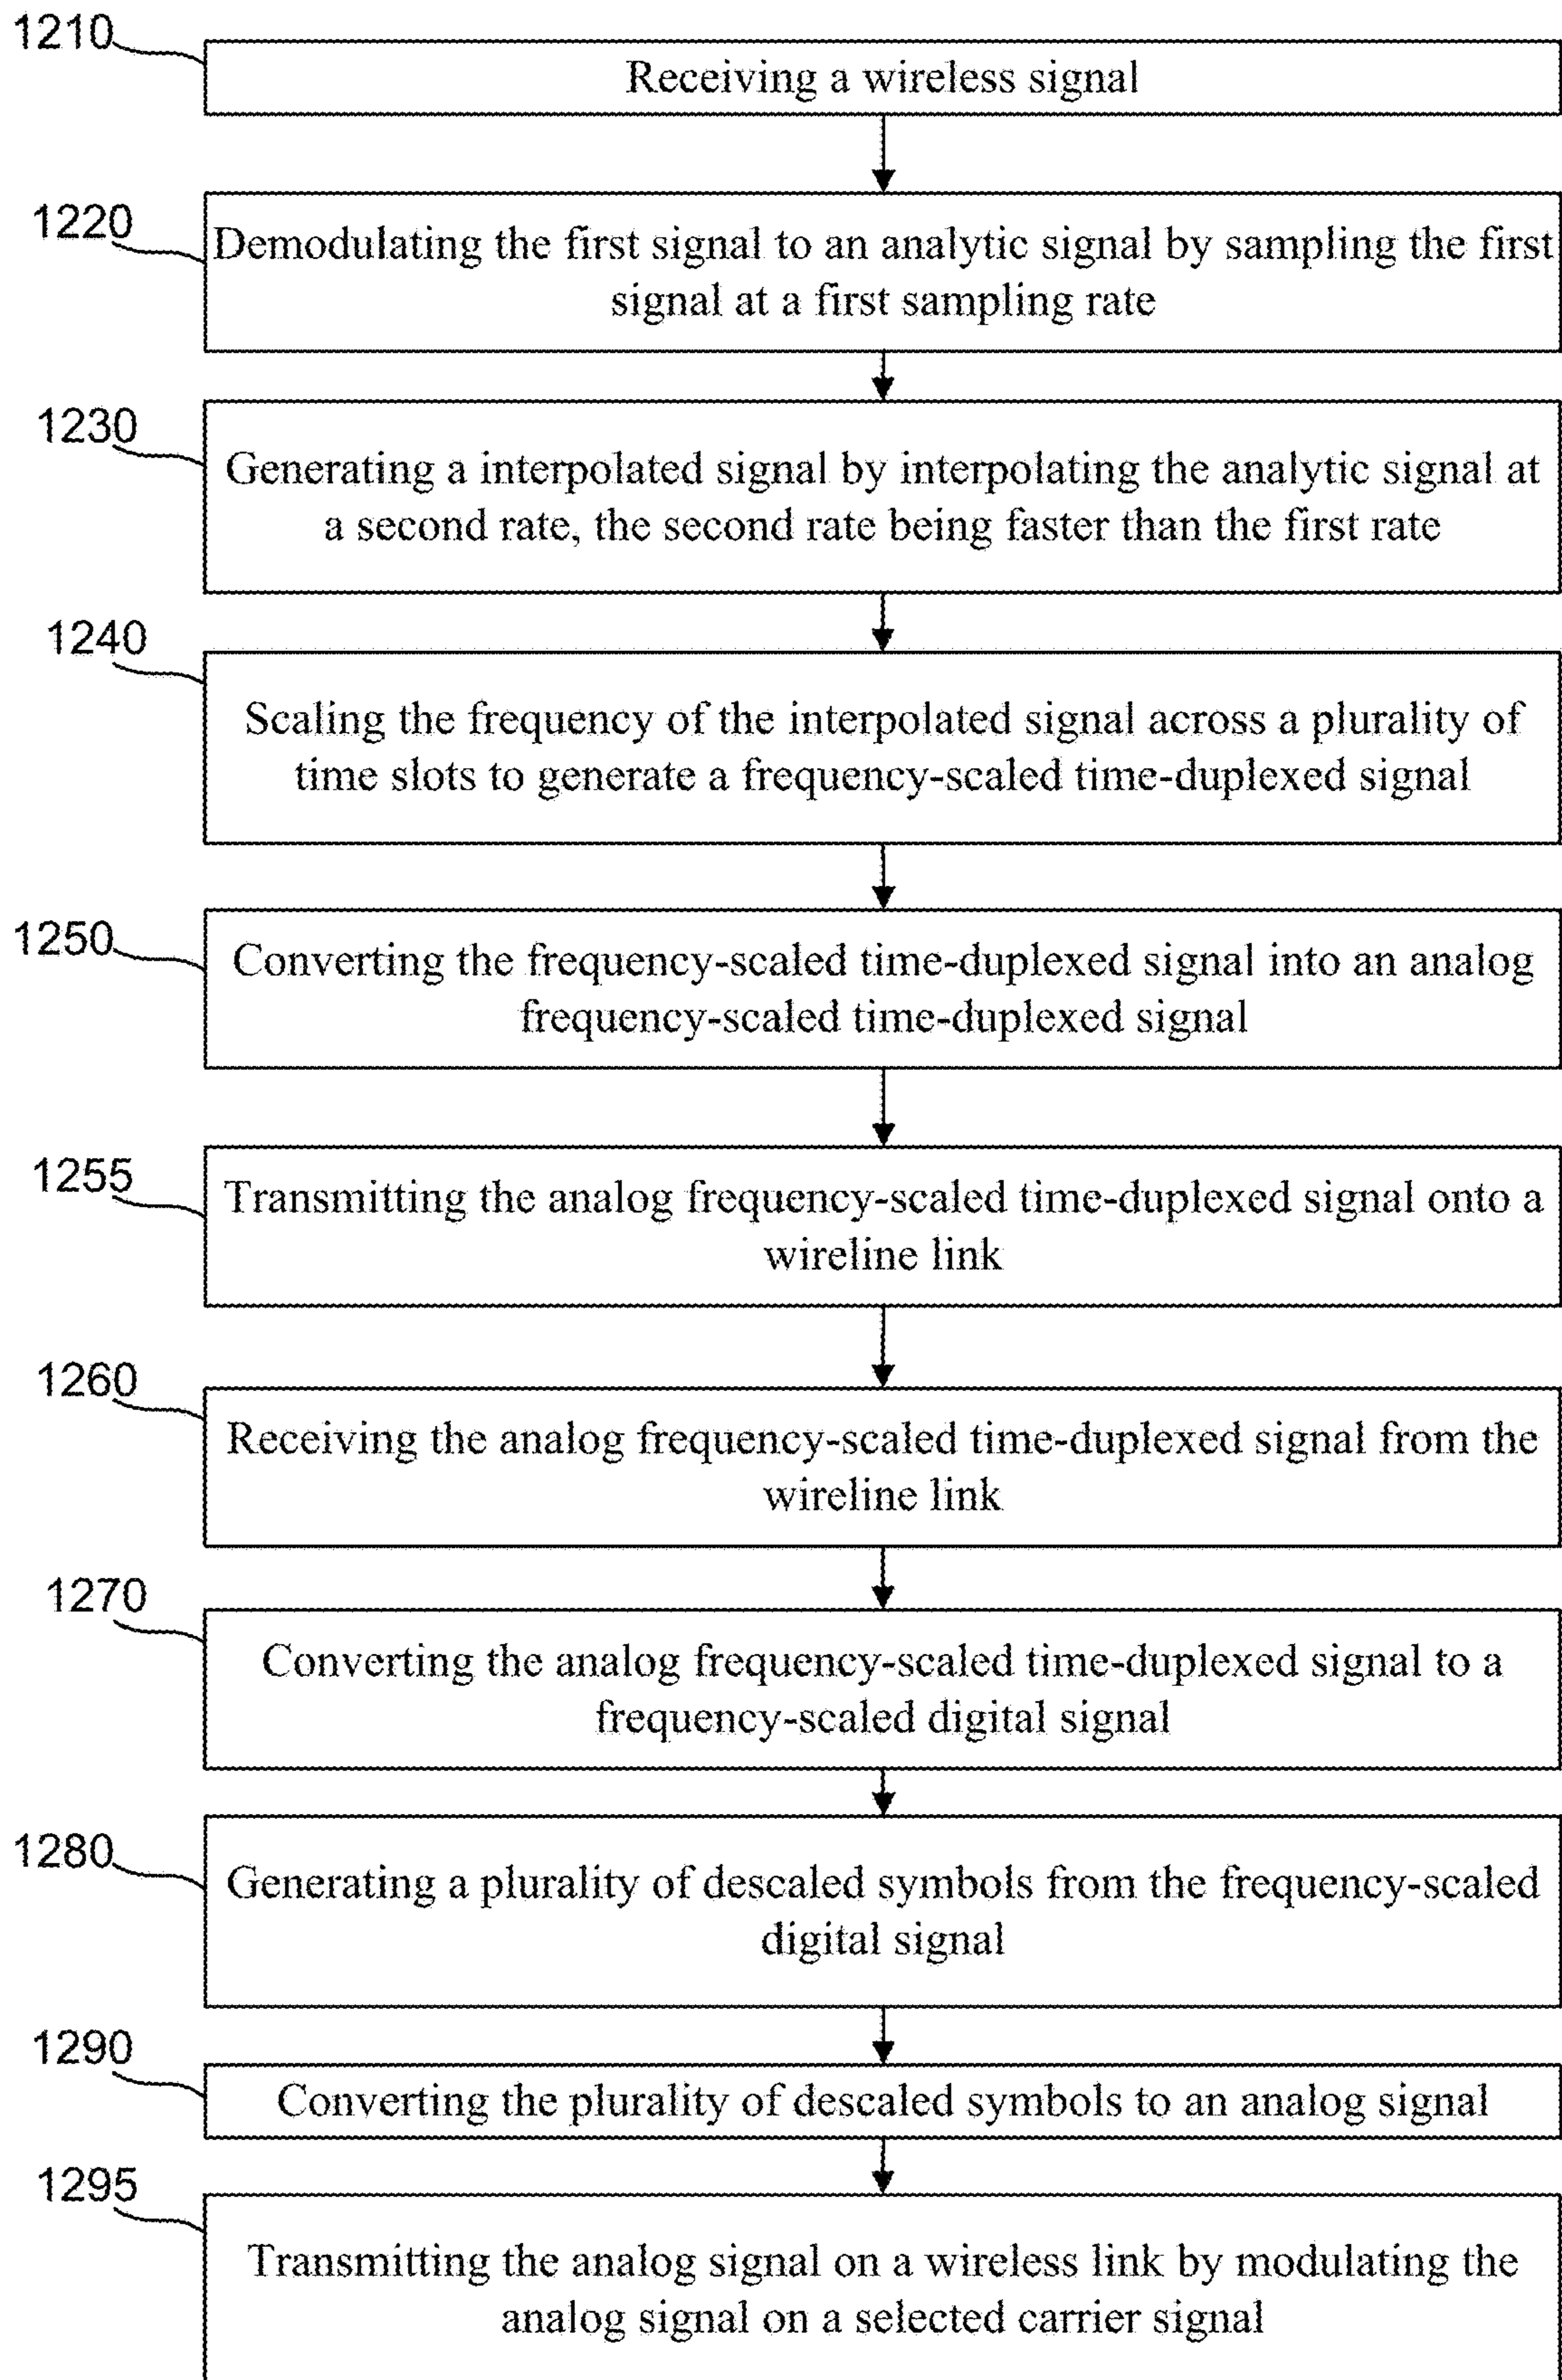 1210
Receiving a wireless signal
1220
Demodulating the first signal to an analytic signal by sampling the first
signal at a first sampling rate
1230
Generating a interpolated signal by interpolating the analytic signal at
a second rate, the second rate being faster than the first rate
1240
Scaling the frequency of the interpolated signal across a plurality of
time slots to generate a frequency-scaled time-duplexed signal
1250
Converting the frequency-scaled time-duplexed signal into an analog
frequency-scaled time-duplexed signal
1255
Transmitting the analog frequency-scaled time-duplexed signal onto a
wireline link
1260
Receiving the analog frequency-scaled time-duplexed signal from the
wireline link
1270
Converting the analog frequency-scaled time-duplexed signal to a
frequency-scaled digital signal
1280
Generating a plurality of descaled symbols from the frequency-scaled
digital signal
1290
Converting the plurality of descaled symbols to an analog signal
1295
Transmitting the analog signal on a wireless link by modulating the
analog signal on a selected carrier signal